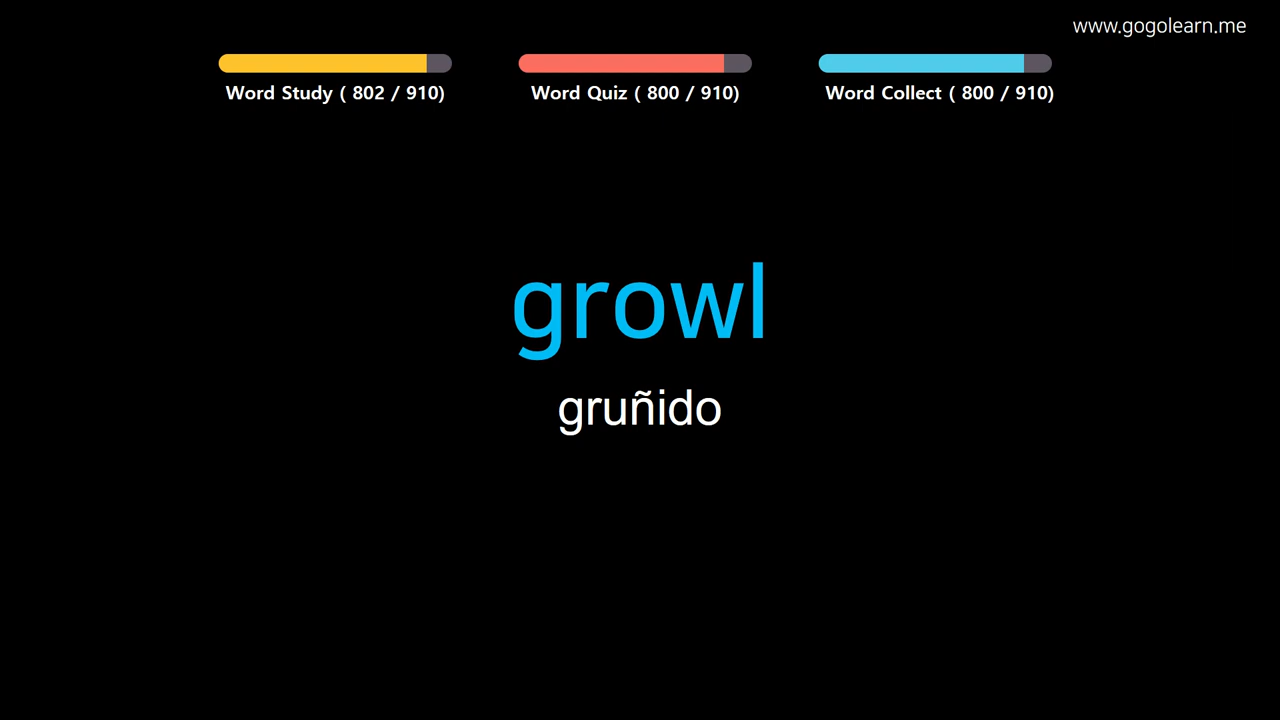 www.gogolearn.me
Word Study ( 802 / 910)
Word Quiz ( 800 / 910)
Word Collect ( 800 / 910)
growl
gruñido